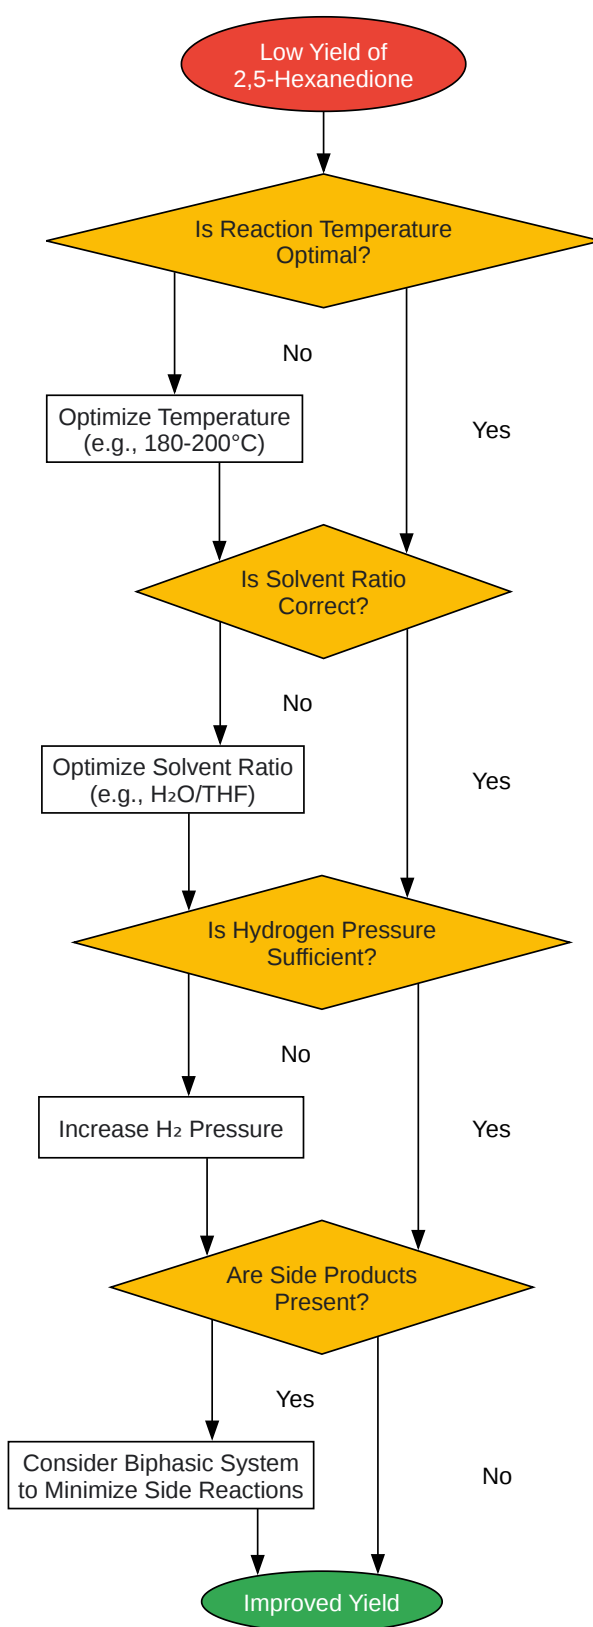 Low Yield of
2,5-Hexanedione
Is Reaction Temperature
Optimal?
No
Optimize Temperature
(e.g., 180-200°C)
Yes
Is Solvent Ratio
Correct?
No
Optimize Solvent Ratio
(e.g., H₂O/THF)
Yes
Is Hydrogen Pressure
Sufficient?
No
Increase H₂ Pressure
Yes
Are Side Products
Present?
Yes
Consider Biphasic System
to Minimize Side Reactions
No
Improved Yield